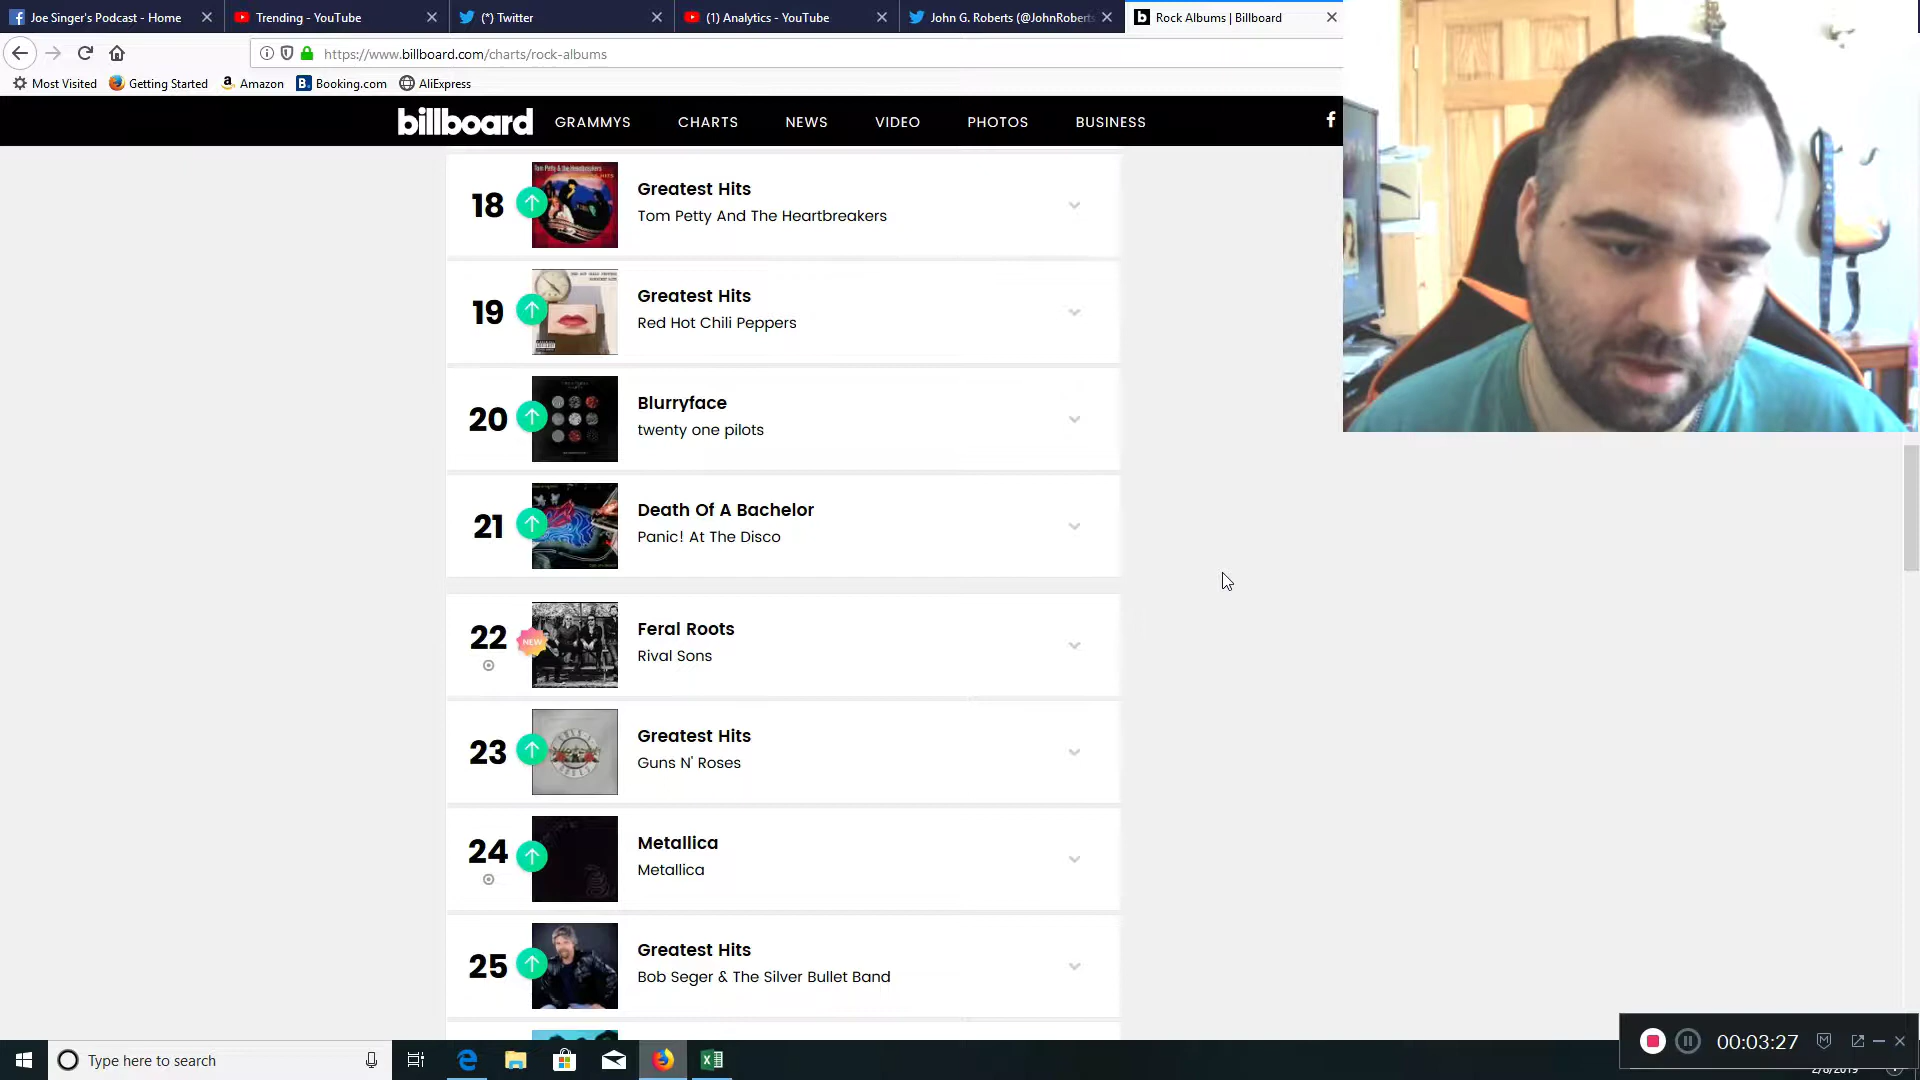 Joe Singer's Podcast - Home
Trending - YouTube
(*) Twitter
(1) Analytics - YouTube
John G. Roberts (@JohnRoberts
Rock Albums | Billboard
https://www.billboard.com/charts/rock-albums
Most Visited
Getting Started
Amazon
Booking.com
AliExpress
billboard
GRAMMYS
CHARTS
NEWS
VIDEO
PHOTOS
BUSINESS
18
Greatest Hits
Tom Petty And The Heartbreakers
19
Greatest Hits
Red Hot Chili Peppers
20
Blurryface
twenty one pilots
21
Death Of A Bachelor
Panic! At The Disco
22
NEW
Feral Roots
Rival Sons
23
Greatest Hits
Guns N' Roses
24
Metallica
Metallica
25
Greatest Hits
Bob Seger & The Silver Bullet Band
Type here to search
00:03:27
2/8/2019